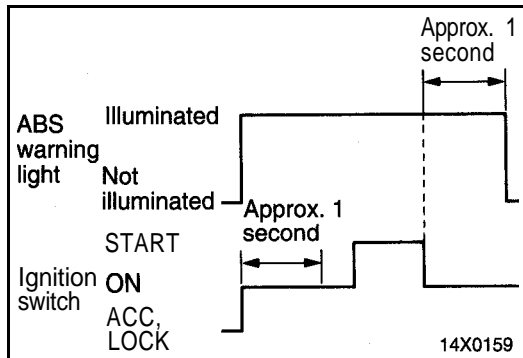 Approx. 1
second
Illuminated
ABS
warning
light
Not
illuminated
Approx. 1
second
START
Ignition
switch
ON
ACC,
LOCK
14X0159